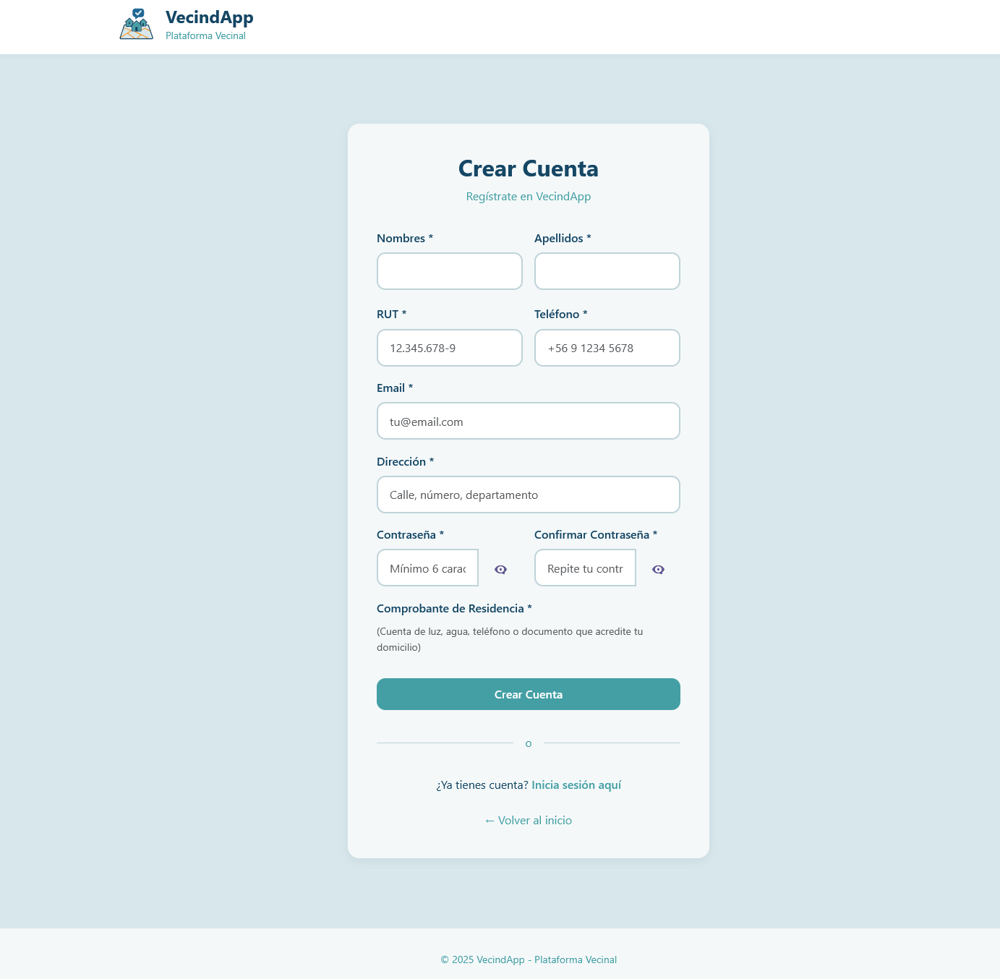 VecindApp
Plataforma Vecinal
Crear Cuenta
Regístrate en VecindApp
Nombres *
Apellidos *
RUT *
Teléfono *
12.345.678-9
+56 9 1234 5678
Email *
tu@email.com
Dirección *
Calle, número, departamento
Contraseña *
Confirmar Contraseña *
Mínimo 6 carac
Repite tu contr
Comprobante de Residencia *
(Cuenta de luz, agua, teléfono o documento que acredite tu
domicilio)
Crear Cuenta
o
¿Ya tienes cuenta? Inicia sesión aquí
← Volver al inicio
© 2025 VecindApp - Plataforma Vecinal